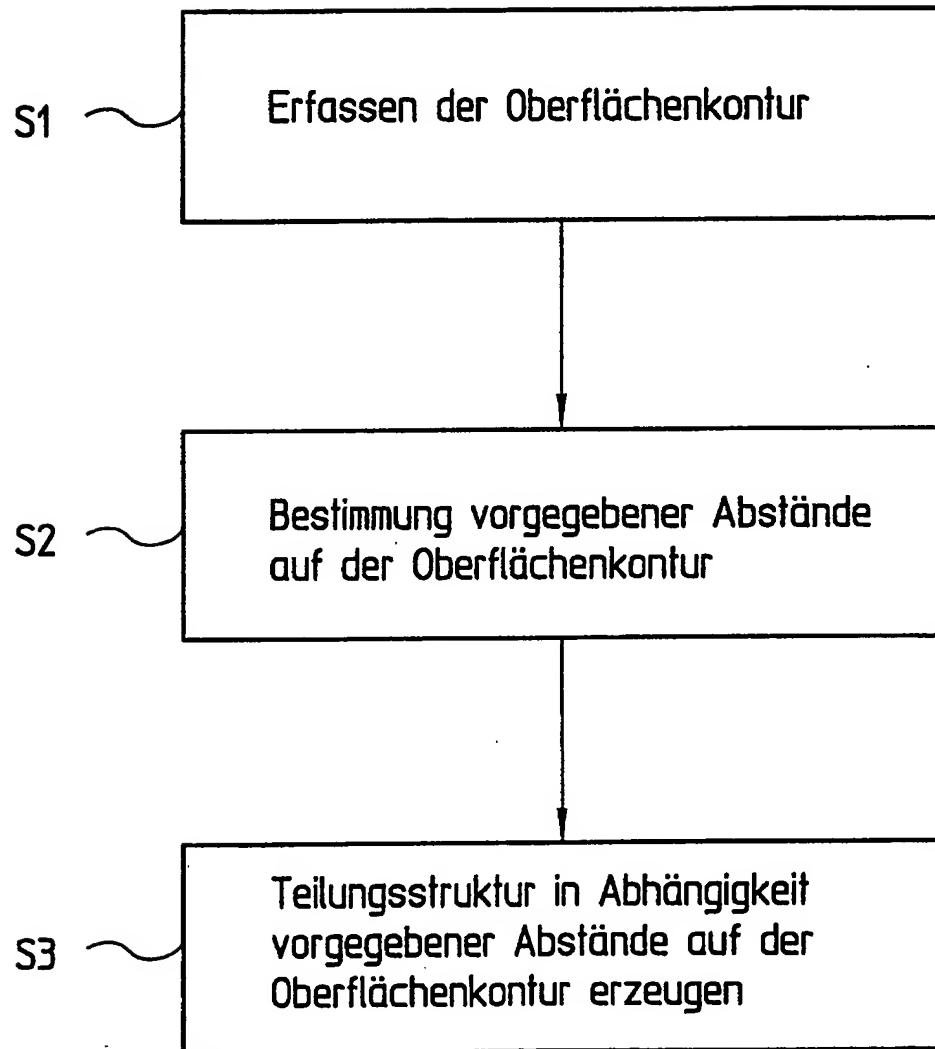 S1
Erfassen der Oberflächenkontur
S2
Bestimmung vorgegebener Abstände
auf der Oberflächenkontur
S3
Teilungsstruktur in Abhängigkeit
vorgegebener Abstände auf der
Oberflächenkontur erzeugen